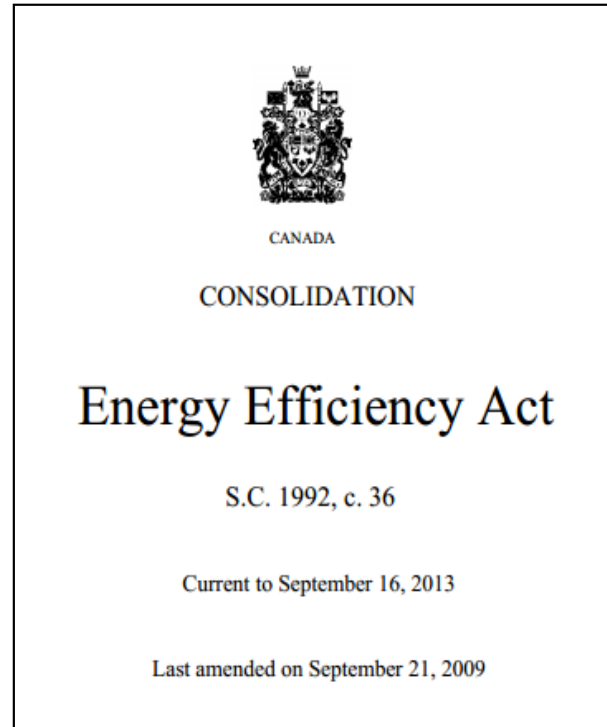 CANADA
CONSOLIDATION
Energy Efficiency Act
S.C. 1992, c. 36
Current to September 16, 2013
Last amended on September 21, 2009